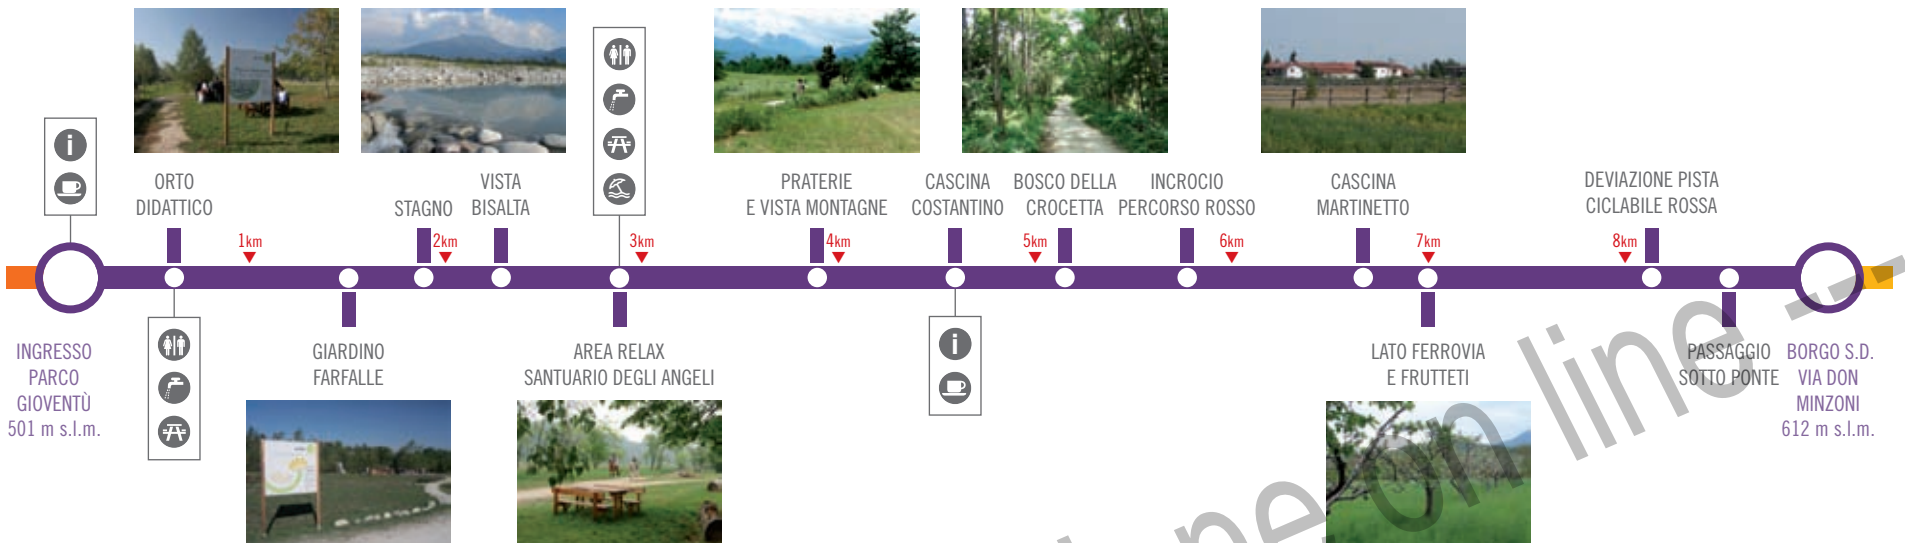 ORTO
DIDATTICO
STAGNO
VISTA
BISALTA
PRATERIE
E VISTA MONTAGNE
CASCINA
COSTANTINO
BOSCO DELLA
CROCETTA
INCROCIO
PERCORSO ROSSO
CASCINA
MARTINETTO
DEVIAZIONE PISTA
CICLABILE ROSSA
1km
2km
3km
4km
5km
6km
7km
8km
INGRESSO
PARCO
GIOVENTÙ
501 m s.l.m.
GIARDINO
FARFALLE
AREA RELAX
SANTUARIO DEGLI ANGELI
LATO FERROVIA
E FRUTTETI
PASSAGGIO
SOTTO PONTE
BORGO S.D.
VIA DON
MINZONI
612 m s.l.m.
i
i
on line ---